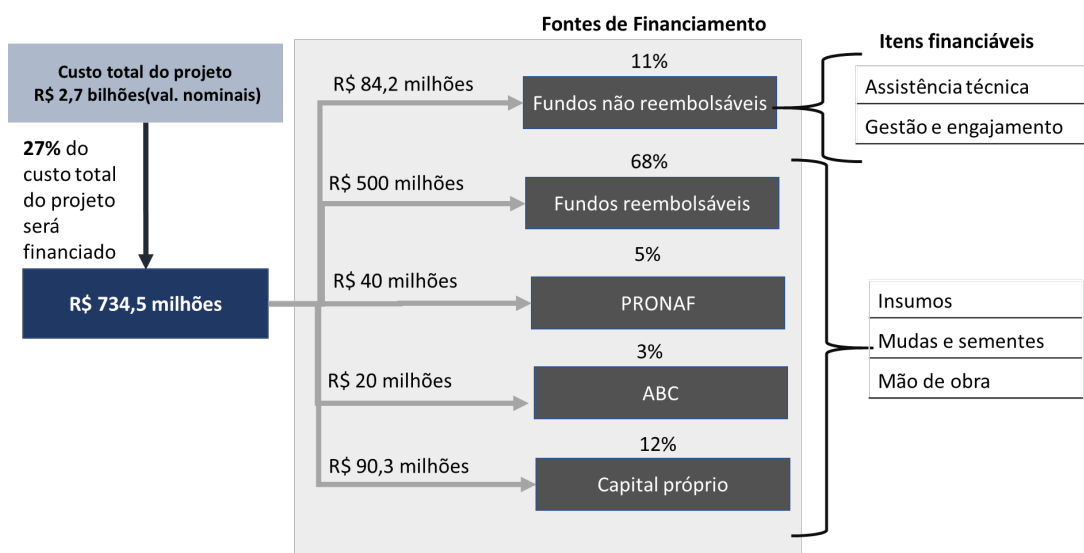 Fontes de Financiamento
Itens financiáveis
Custo total do projeto
R$ 2,7 bilhões(val. nominais)
27% do
custo total
do projeto
será
financiado
R$ 734,5 milhões
R$ 84,2 milhões
11%
Fundos não reembolsáveis
R$ 500 milhões
68%
Fundos reembolsáveis
R$ 40 milhões
5%
PRONAF
R$ 20 milhões
3%
ABC
R$ 90,3 milhões
12%
Capital próprio
Assistência técnica
Gestão e engajamento
Insumos
Mudas e sementes
Mão de obra